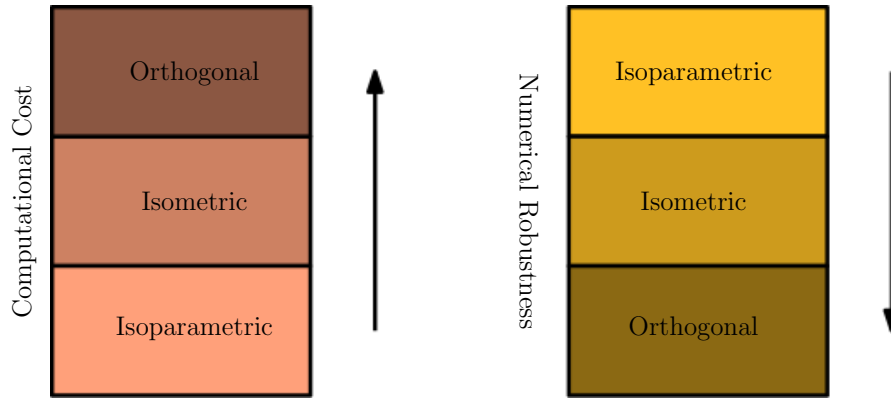 Computational Cost
Orthogonal
Isometric
Isoparametric
Numerical Robustness
Isoparametric
Isometric
Orthogonal